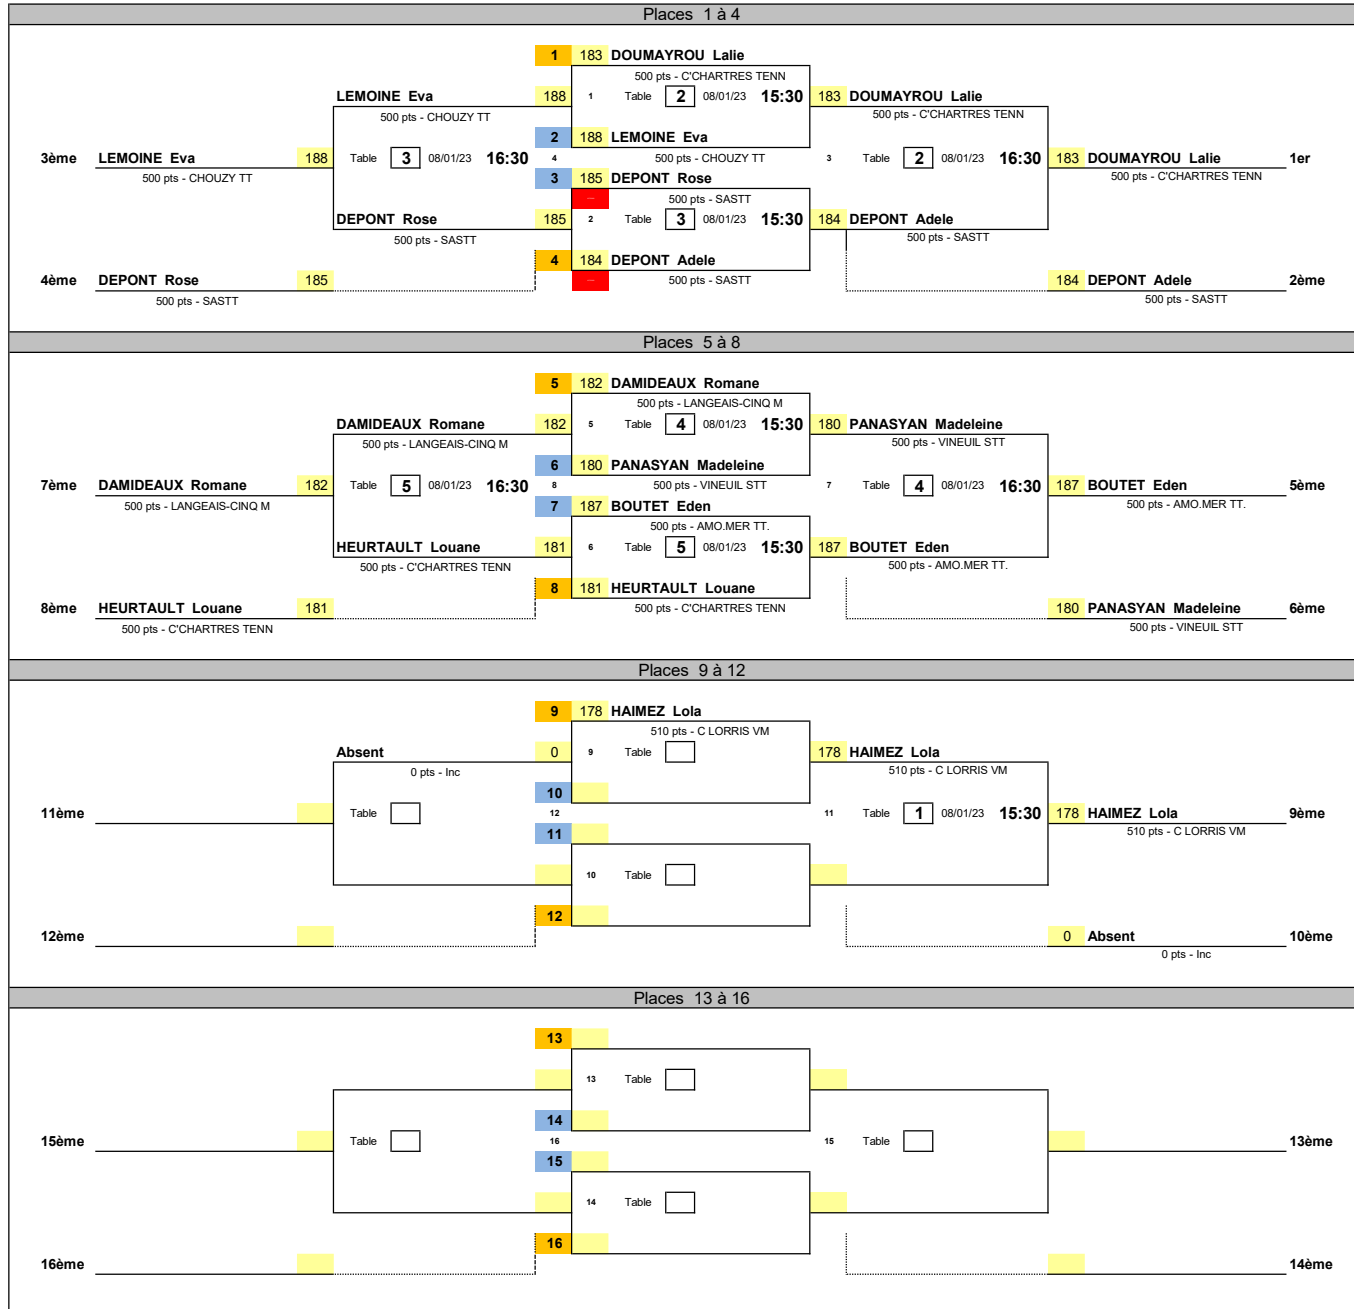 Places 1 à 4
1 183 DOUMAYROU Lalie
500 pts - C'CHARTRES TENN
LEMOINE Eva 188 1 Table 2 08/01/23 15:30 183 DOUMAYROU Lalie
500 pts - CHOUZY TT 500 pts - C'CHARTRES TENN
2 188 LEMOINE Eva
3ème LEMOINE Eva 188 Table 3 08/01/23 16:30 4 500 pts - CHOUZY TT 3 Table 2 08/01/23 16:30 183 DOUMAYROU Lalie 1er
500 pts - CHOUZY TT 3 185 DEPONT Rose 500 pts - C'CHARTRES TENN
500 pts - SASTT
DEPONT Rose 185 2 Table 3 08/01/23 15:30 184 DEPONT Adele
500 pts - SASTT 500 pts - SASTT
4 184 DEPONT Adele
4ème DEPONT Rose 185 500 pts - SASTT 184 DEPONT Adele 2ème
500 pts - SASTT 500 pts - SASTT
Places 5 à 8
5 182 DAMIDEAUX Romane
500 pts - LANGEAIS-CINQ M
DAMIDEAUX Romane 182 5 Table 4 08/01/23 15:30 180 PANASYAN Madeleine
500 pts - LANGEAIS-CINQ M 500 pts - VINEUIL STT
6 180 PANASYAN Madeleine
7ème DAMIDEAUX Romane 182 Table 5 08/01/23 16:30 8 500 pts - VINEUIL STT 7 Table 4 08/01/23 16:30 187 BOUTET Eden 5ème
500 pts - LANGEAIS-CINQ M 7 187 BOUTET Eden 500 pts - AMO.MER TT.
500 pts - AMO.MER TT.
HEURTAULT Louane 181 6 Table 5 08/01/23 15:30 187 BOUTET Eden
500 pts - C'CHARTRES TENN 500 pts - AMO.MER TT.
8 181 HEURTAULT Louane
8ème HEURTAULT Louane 181 500 pts - C'CHARTRES TENN 180 PANASYAN Madeleine 6ème
500 pts - C'CHARTRES TENN 500 pts - VINEUIL STT
Places 9 à 12
9 178 HAIMEZ Lola
510 pts - C LORRIS VM
Absent 0 9 Table 178 HAIMEZ Lola
0 pts - Inc 510 pts - C LORRIS VM
10
11ème Table 12 11 Table 1 08/01/23 15:30 178 HAIMEZ Lola 9ème
11 510 pts - C LORRIS VM
10 Table
12
12ème 0 Absent 10ème
0 pts - Inc
Places 13 à 16
13
13 Table
14
15ème Table 16 15 Table 13ème
15
14 Table
16
16ème 14ème